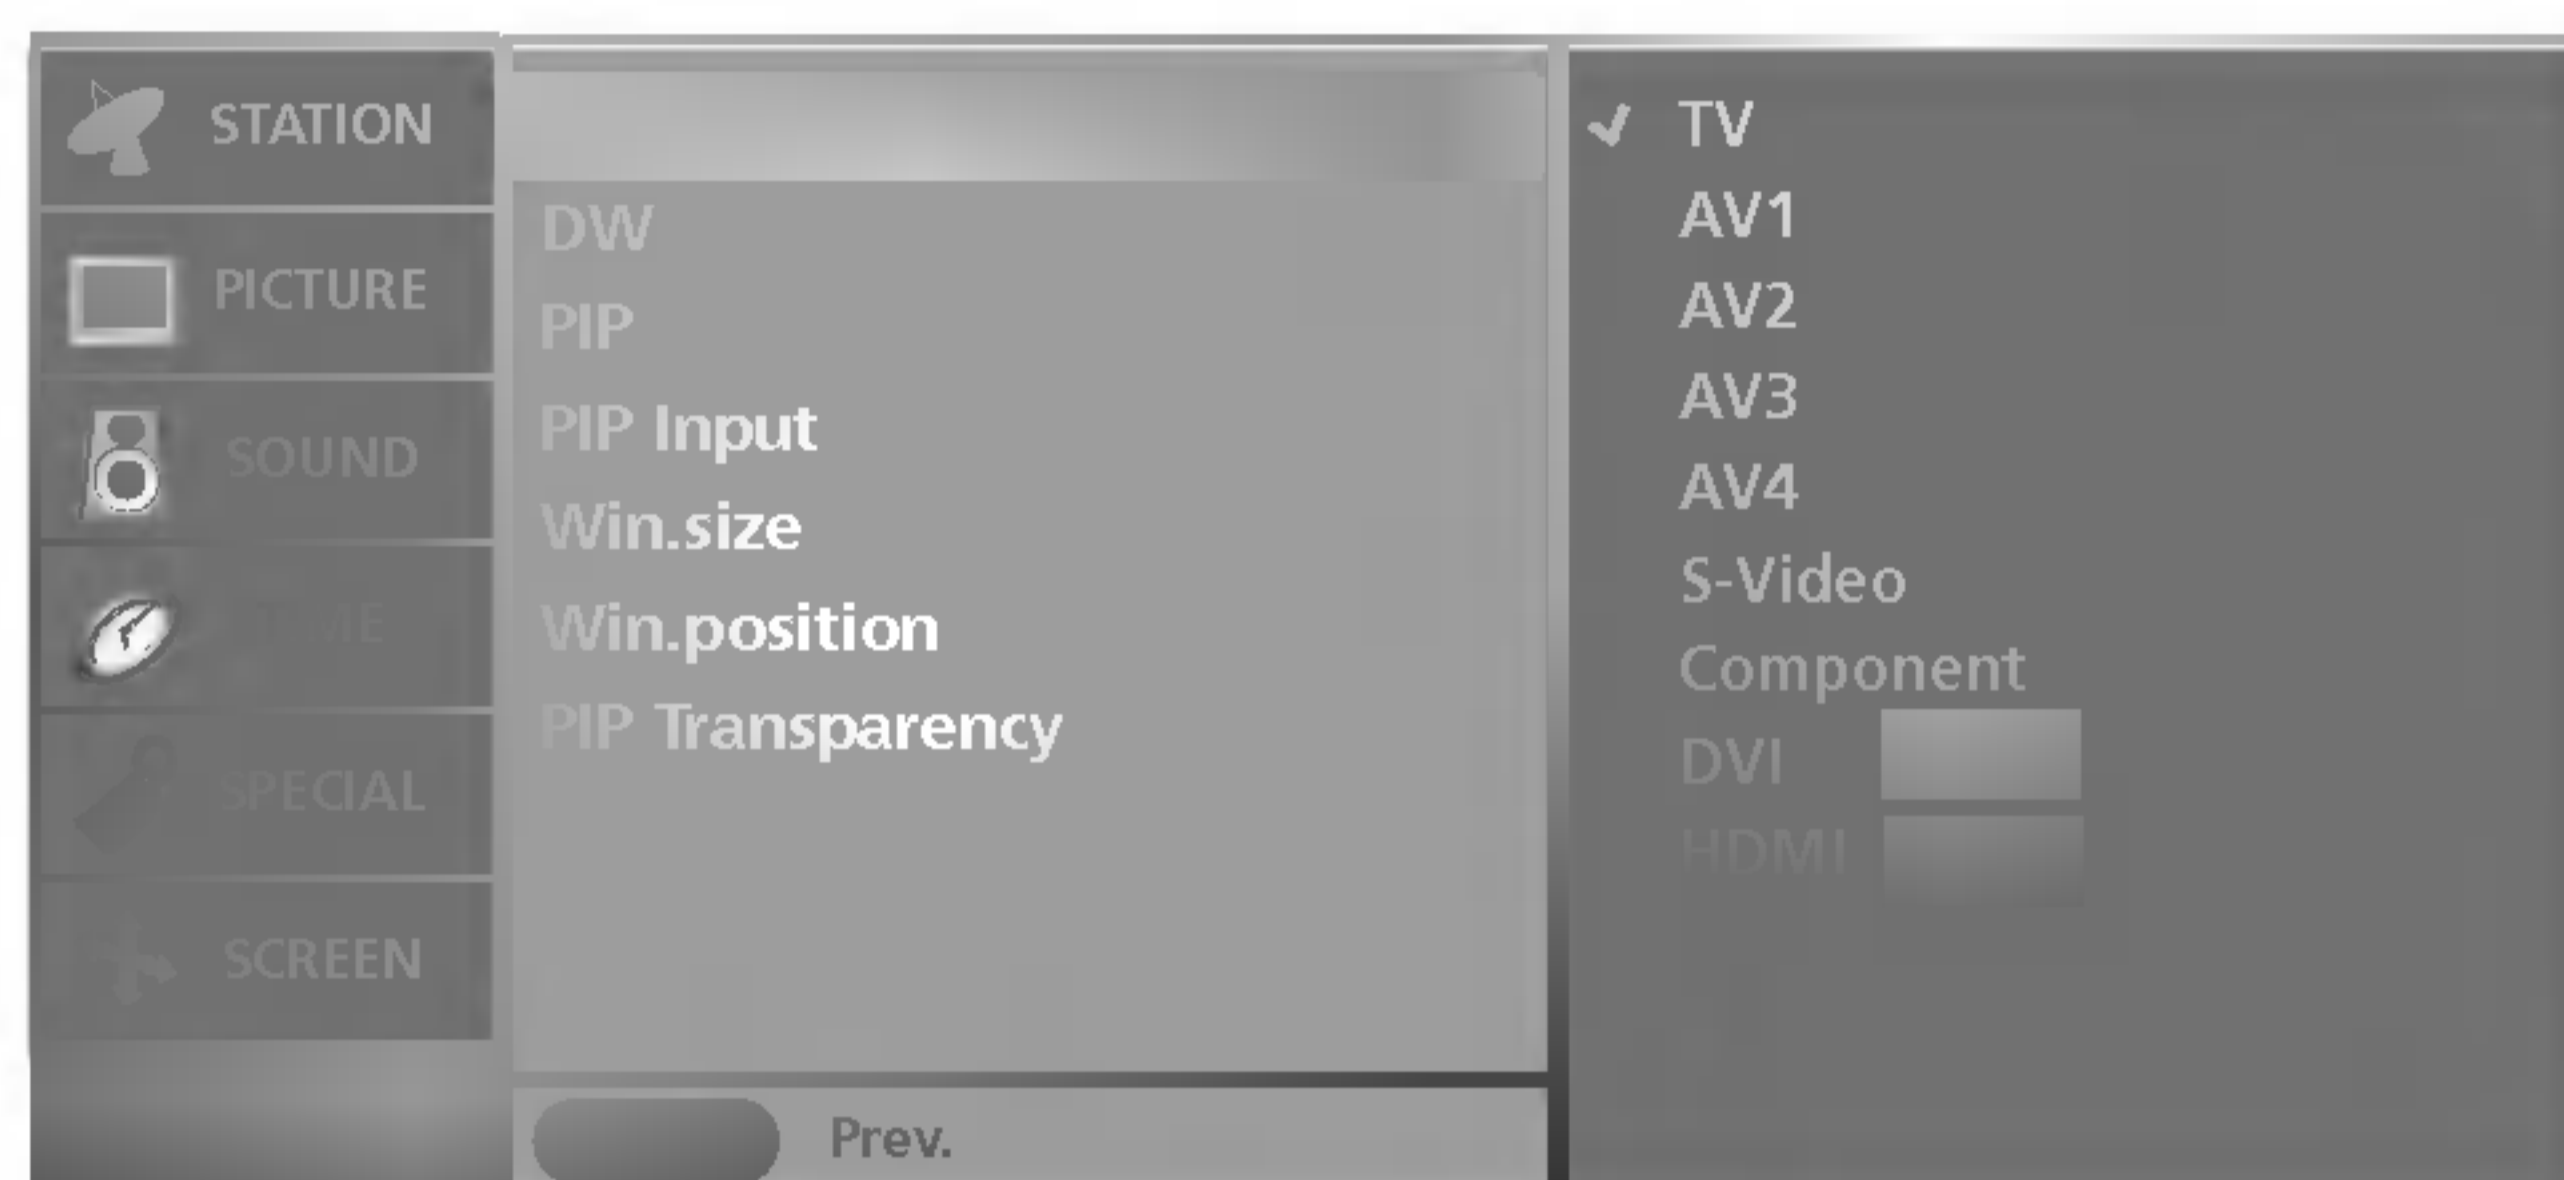 STATION
PICTURE
SOUND
TIME
SPECIAL
SCREEN
DW
PIP
PIP Input
Win.size
Win.position
PIP Transparency
Prev.
TV
AV1
AV2
AV3
AV4
S-Video
Component
DVI
HDMI